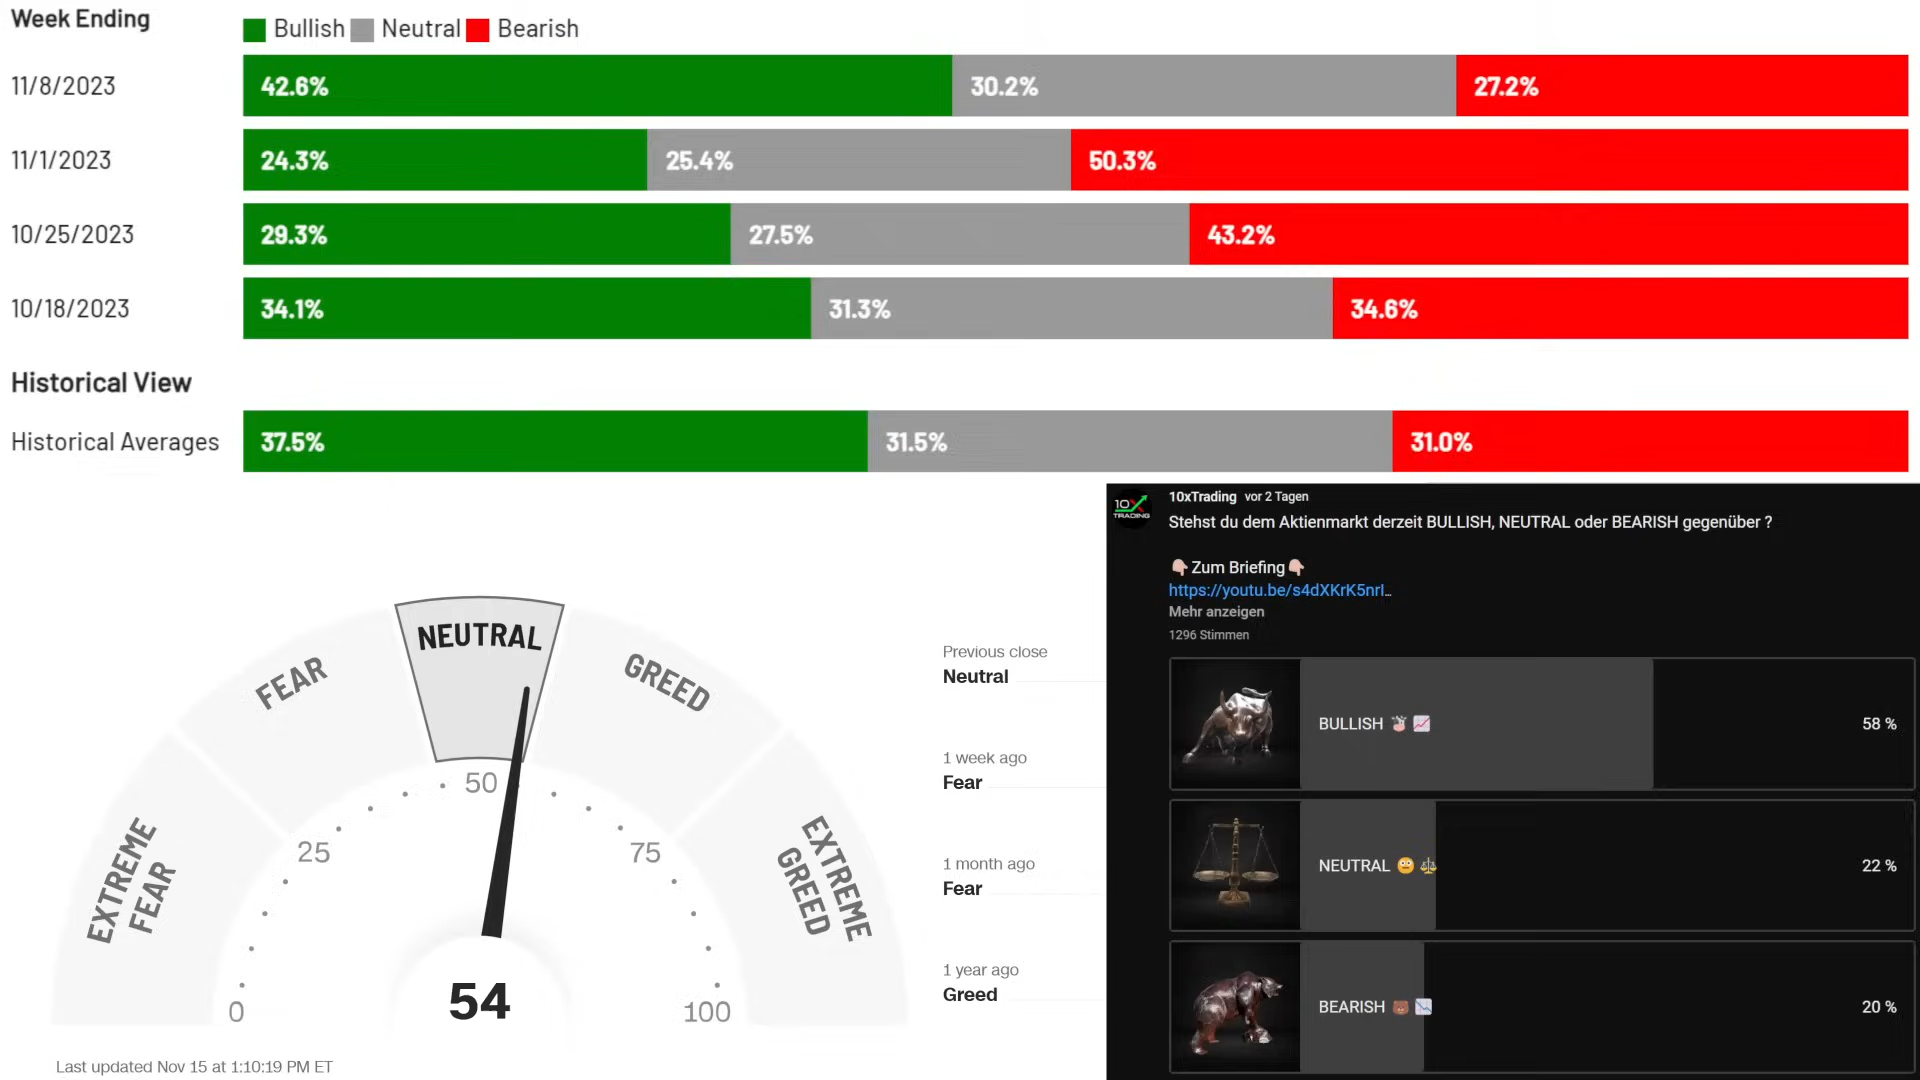 Week Ending
Bullish Neutral Bearish
11/8/2023 42.6% 30.2% 27.2%
11/1/2023 24.3% 25.4% 50.3%
10/25/2023 29.3% 27.5% 43.2%
10/18/2023 34.1% 31.3% 34.6%
Historical View
Historical Averages 37.5% 31.5% 31.0%
EXTREME FEAR
FEAR
NEUTRAL
GREED
EXTREME GREED
0
25
50
75
100
54
Last updated Nov 15 at 1:10:19 PM ET
Previous close
Neutral
1 week ago
Fear
1 month ago
Fear
1 year ago
Greed
10X
TRADING
10xTrading vor 2 Tagen
Stehst du dem Aktienmarkt derzeit BULLISH, NEUTRAL oder BEARISH gegenüber ?
👇🏻Zum Briefing👇🏻
https://youtu.be/s4dXKrK5nrI...
Mehr anzeigen
1296 Stimmen
BULLISH 🐮 📈 58 %
NEUTRAL 😐 ⚖️ 22 %
BEARISH 🐻 📉 20 %